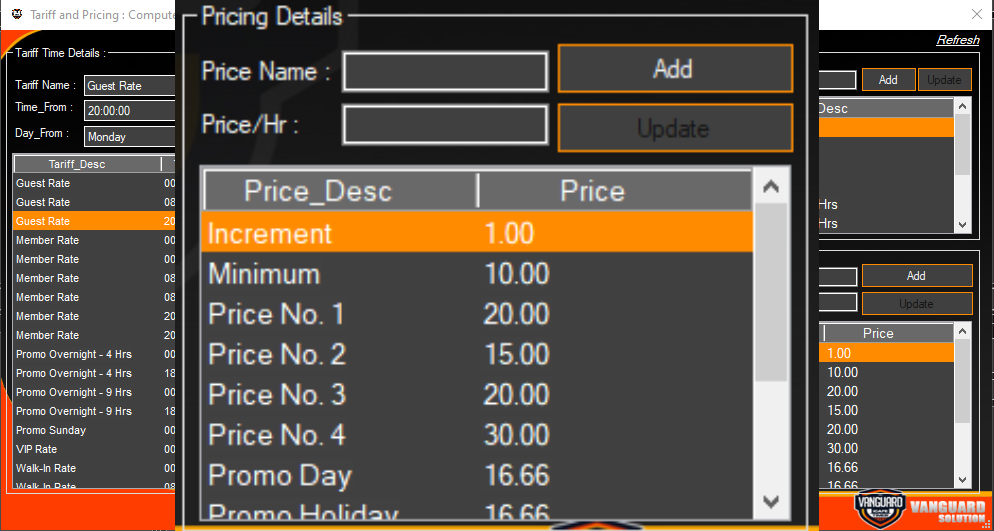 Tariff and Pricing : Compute
Refresh
Tariff Time Details :
Tariff Name : Guest Rate
Time_From : 20:00:00
Day_From : Monday
Tariff_Desc
Guest Rate 00
Guest Rate 08
Guest Rate 20
Member Rate 00
Member Rate 00
Member Rate 08
Member Rate 08
Member Rate 20
Member Rate 20
Promo Overnight - 4 Hrs 00
Promo Overnight - 4 Hrs 18
Promo Overnight - 9 Hrs 00
Promo Overnight - 9 Hrs 18
Promo Sunday 00
VIP Rate 00
Walk-In Rate 00
Walk-In Rate 08
Pricing Details
Price Name : Add
Price/Hr : Update
Price_Desc Price
Increment 1.00
Minimum 10.00
Price No. 1 20.00
Price No. 2 15.00
Price No. 3 20.00
Price No. 4 30.00
Promo Day 16.66
Promo Holiday 16.66
Add Update
Desc
Hrs
Hrs
Add
Update
Price
1.00
10.00
20.00
15.00
20.00
30.00
16.66
16.66
VANGUARD
VANGUARD
SOLUTION